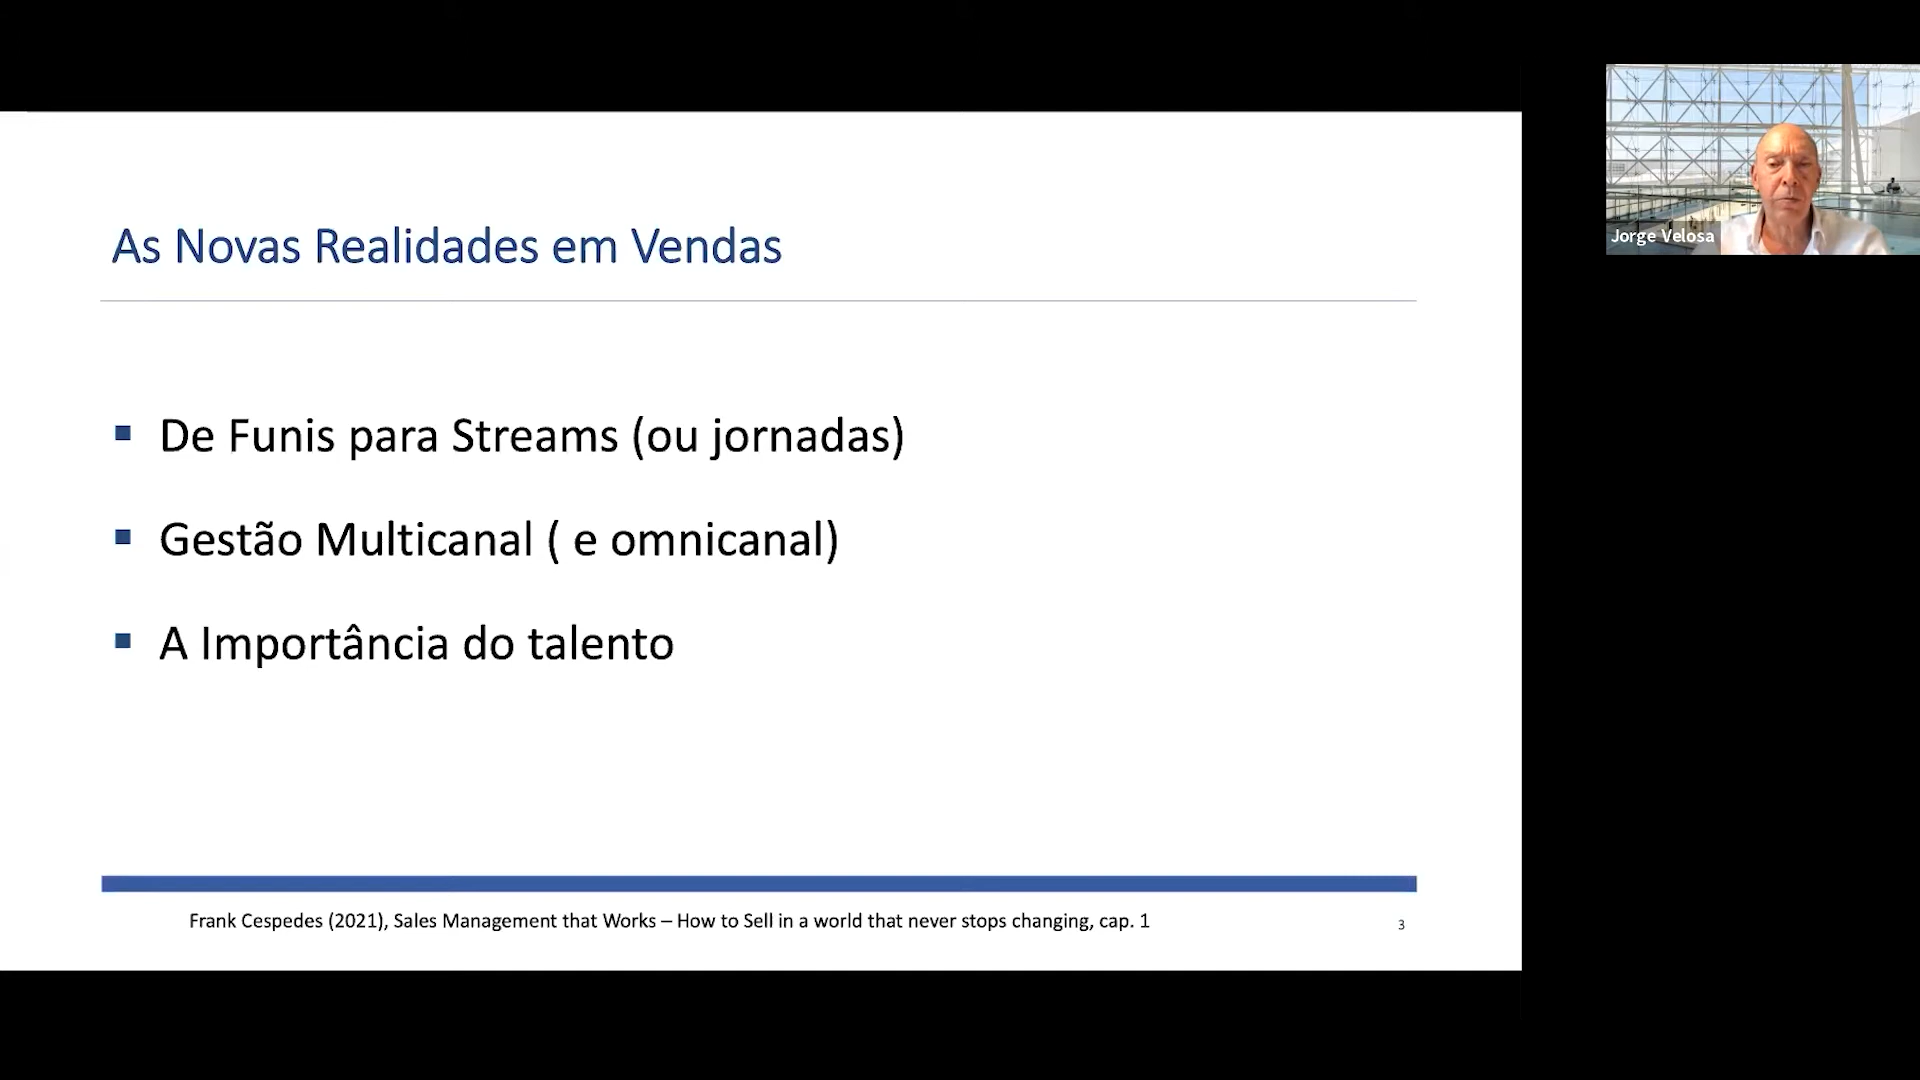 As Novas Realidades em Vendas
De Funis para Streams (ou jornadas)
Gestão Multicanal ( e omnicanal)
A Importância do talento
Frank Cespedes (2021), Sales Management that Works – How to Sell in a world that never stops changing, cap. 1
3
Jorge Velosa